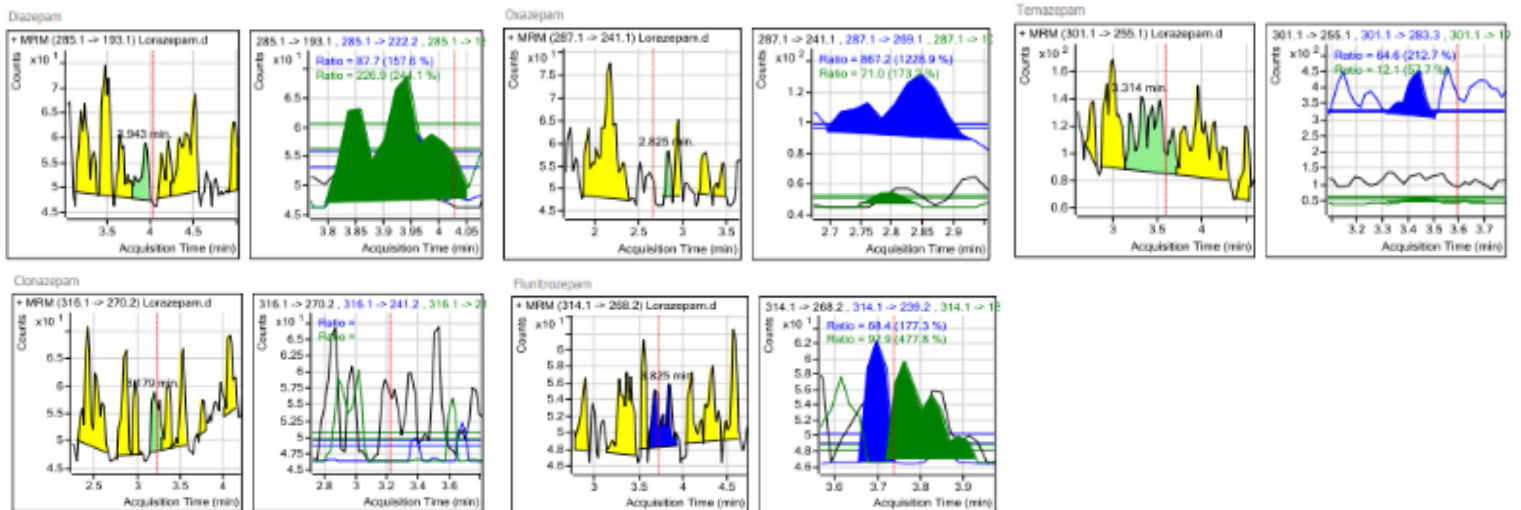 Diazepam
+ MRM (285.1 -> 193.1) Lorazepam.d
Counts
x10 1
7
6.5
6
5.5
5
4.5
3.943 min.
3.5
4
4.5
Acquisition Time (min)
285.1 -> 193.1, 285.1 -> 222.2, 285.1 ->
Counts
x10 1
Ratio = 87.7 (157.6 %)
6.5
6
5.5
5
4.5
3.8
3.85
3.9
3.95
4
4.05
Acquisition Time (min)
Oxazepam
+ MRM (287.1 -> 241.1) Lorazepam.d
Counts
x10 1
7.5
7
6.5
6
5.5
5
4.5
2.825 min.
2
2.5
3
3.5
Acquisition Time (min)
287.1 -> 241.1, 287.1 -> 269.1, 287.1 ->
Counts
x10 2
Ratio = 867.2 (1228.9 %)
1.2
1
0.8
0.6
0.4
2.7
2.75
2.8
2.85
2.9
Acquisition Time (min)
Temazepam
+ MRM (301.1 -> 255.1) Lorazepam.d
Counts
x10 2
1.6
1.4
1.2
1
0.8
0.6
3.314 min.
3
4
Acquisition Time (min)
301.1 -> 255.1, 301.1 -> 283.3, 301.1 ->
Counts
x10 2
Ratio = 64.6 (212.7 %)
4.5
3.5
3
2.5
2
1.5
1
0.5
3.2
3.3
3.4
3.5
3.6
3.7
Acquisition Time (min)
Clonazepam
+ MRM (316.1 -> 270.2) Lorazepam.d
Counts
x10 1
6.5
6
5.5
5
4.5
3.179 min.
2.5
3
3.5
4
Acquisition Time (min)
316.1 -> 270.2, 316.1 -> 241.2, 316.1 ->
Counts
x10 1
Ratio =
Ratio =
6.5
6.25
6
5.75
5.5
5.25
5
4.75
4.5
2.8
3
3.2
3.4
3.6
Acquisition Time (min)
Flunitrozepam
+ MRM (314.1 -> 268.2) Lorazepam.d
Counts
x10 1
6
5.8
5.6
5.4
5.2
5
4.8
4.6
3.825 min.
3
3.5
4
4.5
Acquisition Time (min)
314.1 -> 268.2, 314.1 -> 239.2, 314.1 ->
Counts
x10 1
Ratio = 68.4 (177.3 %)
Ratio = 92.9 (477.8 %)
6.2
6
5.8
5.6
5.4
5.2
5
4.8
4.6
3.6
3.7
3.8
3.9
Acquisition Time (min)